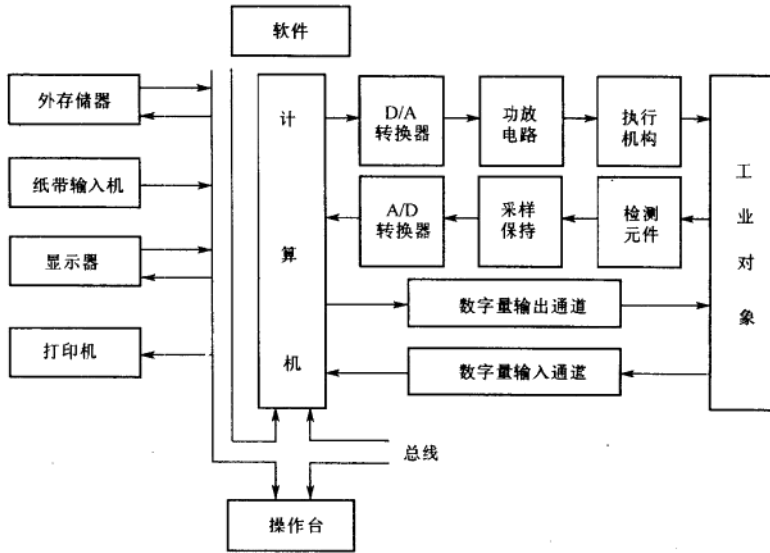 软件
外存储器
纸带输入机
显示器
打印机
计
算
机
D/A
转换器
功放
电路
执行
机构
A/D
转换器
采样
保持
检测
元件
数字量输出通道
数字量输入通道
工
业
对
象
总线
操作台